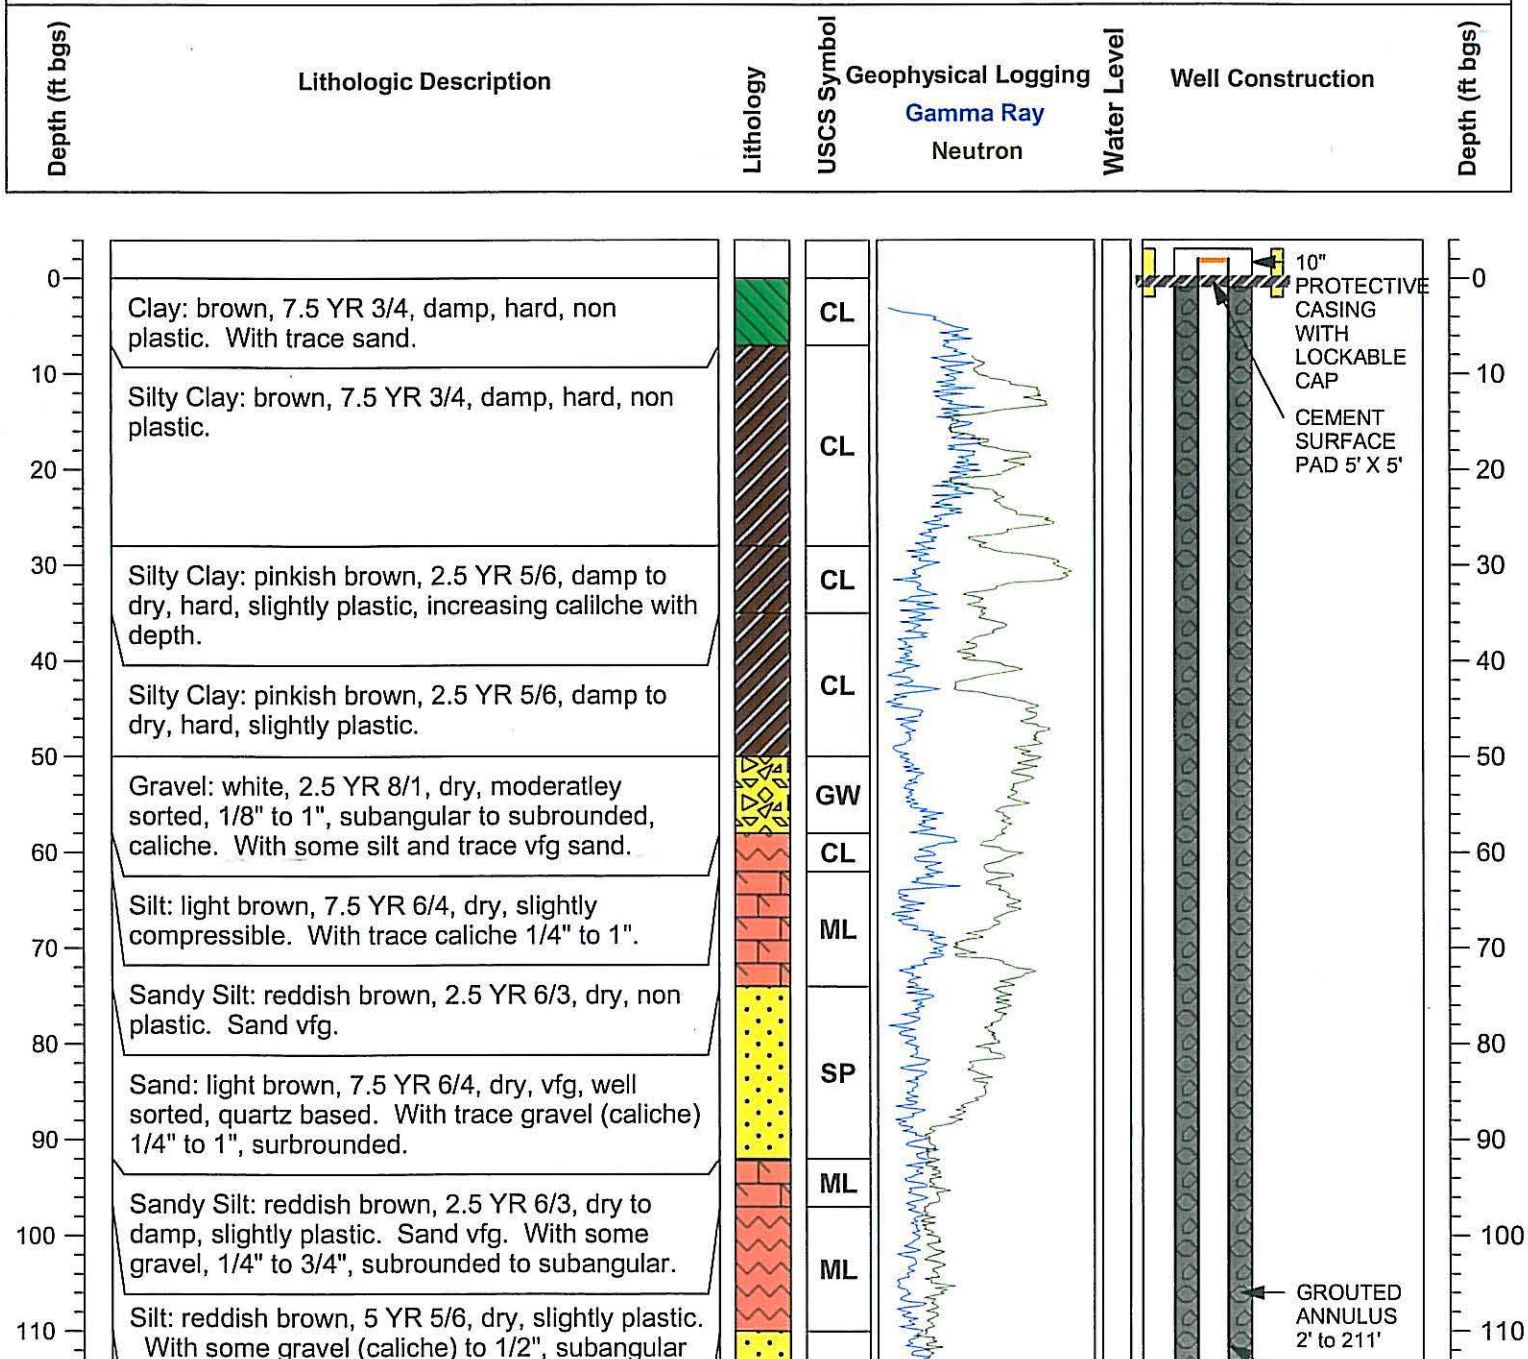 Depth (ft bgs)
Lithologic Description
Lithology
USCS Symbol
Geophysical Logging
Gamma Ray
Neutron
Water Level
Well Construction
Depth (ft bgs)
0
10
20
30
40
50
60
70
80
90
100
110
Clay: brown, 7.5 YR 3/4, damp, hard, non
plastic. With trace sand.
Silty Clay: brown, 7.5 YR 3/4, damp, hard, non
plastic.
Silty Clay: pinkish brown, 2.5 YR 5/6, damp to
dry, hard, slightly plastic, increasing calilche with
depth.
Silty Clay: pinkish brown, 2.5 YR 5/6, damp to
dry, hard, slightly plastic.
Gravel: white, 2.5 YR 8/1, dry, moderatley
sorted, 1/8" to 1", subangular to subrounded,
caliche. With some silt and trace vfg sand.
Silt: light brown, 7.5 YR 6/4, dry, slightly
compressible. With trace caliche 1/4" to 1".
Sandy Silt: reddish brown, 2.5 YR 6/3, dry, non
plastic. Sand vfg.
Sand: light brown, 7.5 YR 6/4, dry, vfg, well
sorted, quartz based. With trace gravel (caliche)
1/4" to 1", surbrounded.
Sandy Silt: reddish brown, 2.5 YR 6/3, dry to
damp, slightly plastic. Sand vfg. With some
gravel, 1/4" to 3/4", subrounded to subangular.
Silt: reddish brown, 5 YR 5/6, dry, slightly plastic.
With some gravel (caliche) to 1/2", subangular
CL
CL
CL
CL
GW
CL
ML
SP
ML
ML
10"
PROTECTIVE
CASING
WITH
LOCKABLE
CAP
CEMENT
SURFACE
PAD 5' X 5'
GROUTED
ANNULUS
2' to 211'
0
10
20
30
40
50
60
70
80
90
100
110